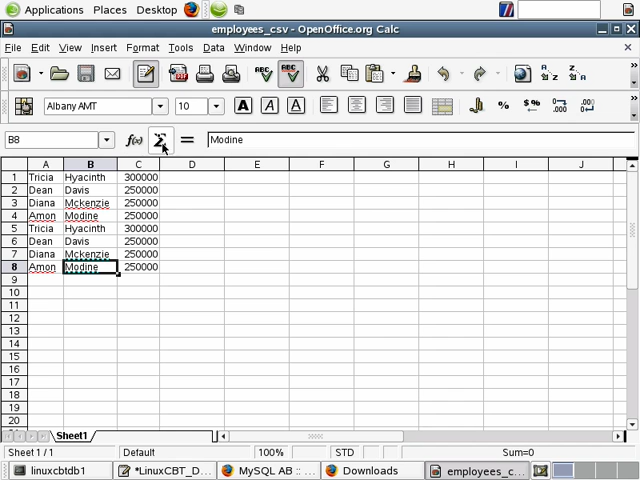 Applications Places Desktop
employees_csv - OpenOffice.org Calc
File Edit View Insert Format Tools Data Window Help
ABC ABC A Z Z A
Albany AMT 10 A A A % $% .000 .00
B8 f(x) Σ = Modine
A B C D E F G H I J
1 Tricia Hyacinth 300000
2 Dean Davis 250000
3 Diana Mckenzie 250000
4 Amon Modine 250000
5 Tricia Hyacinth 300000
6 Dean Davis 250000
7 Diana Mckenzie 250000
8 Amon Modine 250000
9
10
11
12
13
14
15
16
17
18
19
20
Sheet1
Sheet 1 / 1 Default 100% STD Sum=0
linuxcbtdb1 *LinuxCBT_D... MySQL AB :: ... Downloads employees_c...